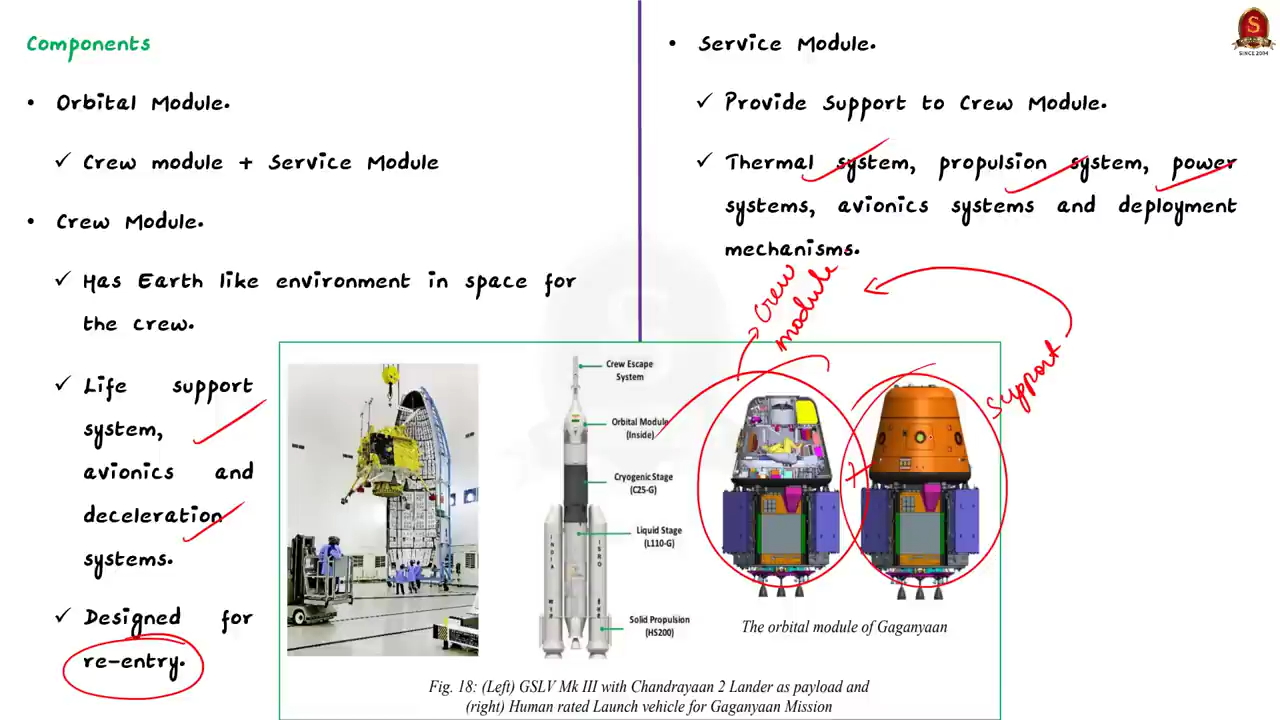 Components
• Orbital Module.
✓ Crew module + Service Module
• Crew Module.
✓ Has Earth like environment in space for
the crew.
✓ Life support
system,
avionics and
deceleration
systems.
✓ Designed for
re-entry.
• Service Module.
✓ Provide Support to Crew Module.
✓ Thermal system, propulsion system, power
systems, avionics systems and deployment
mechanisms.
Crew
module
Support
Crew Escape
System
Orbital Module
(Inside)
Cryogenic Stage
(C25-G)
Liquid Stage
(L110-G)
Solid Propulsion
(HS200)
INDIA
ISRO
The orbital module of Gaganyaan
Fig. 18: (Left) GSLV Mk III with Chandrayaan 2 Lander as payload and
(right) Human rated Launch vehicle for Gaganyaan Mission
S
SINCE 2004